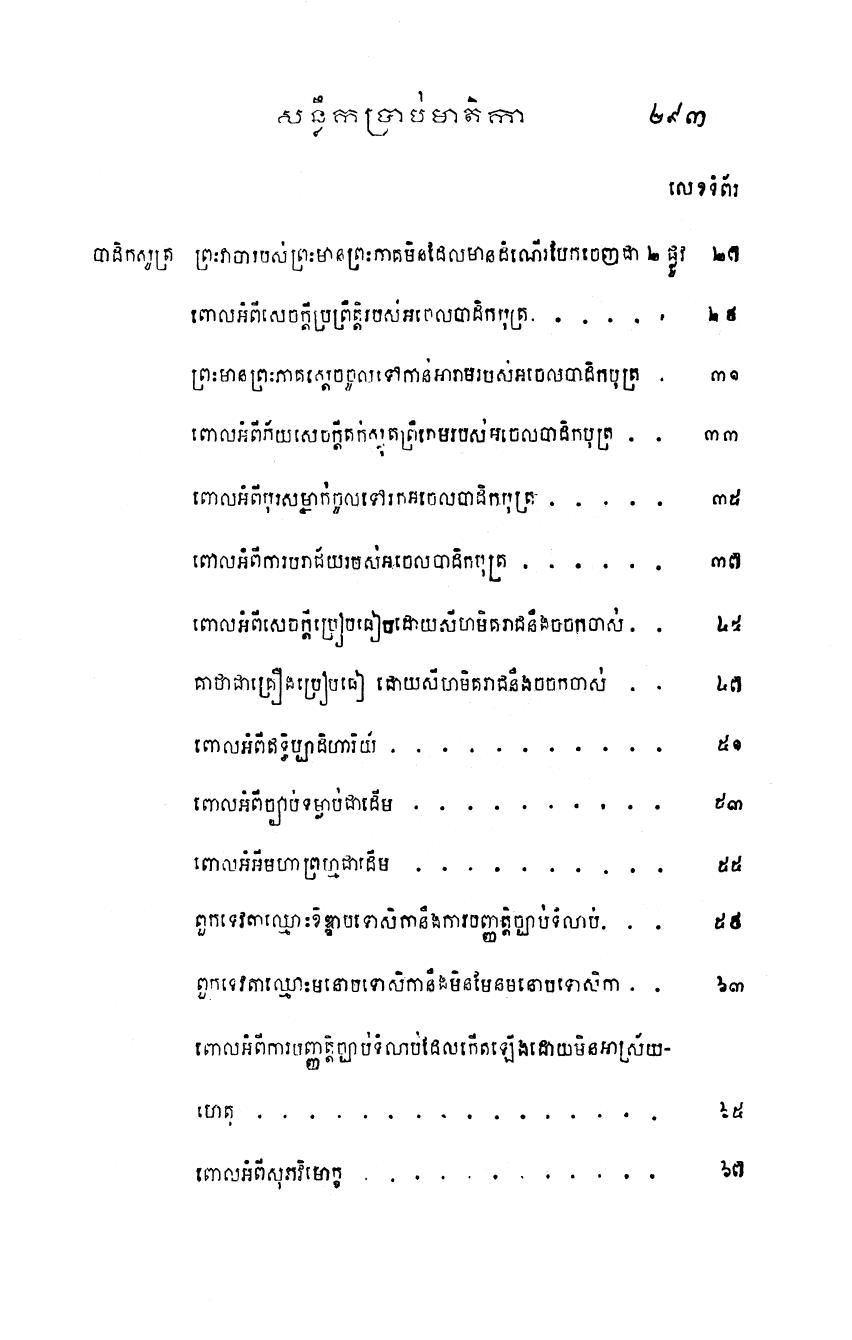 សន្ទឹកប្រាប់មាតិកា ២៩៣
លេខទំព័រ
បាដិកសូត្រ ព្រះវាចារបស់ព្រះមានព្រះភាគមិនដែលមានដំណើរបែកចេញជា ២ ផ្លូវ ២៧
ពោលអំពីសេចក្តីប្រព្រឹត្តិរបស់អចេលបាដិកបុត្រ . . . . . . ២៩
ព្រះមានព្រះភាគស្តេចចូលទៅកាន់អារាមរបស់អចេលបាដិកបុត្រ . ៣១
ពោលអំពីភ័យសេចក្តីតក់ស្លុតព្រឺរោមរបស់អចេលបាដិកបុត្រ . . ៣៣
ពោលអំពីបុរសម្នាក់ចូលទៅរកអចេលបាដិកបុត្រ . . . . . ៣៥
ពោលអំពីការបរាជ័យរបស់អចេលបាដិកបុត្រ . . . . . . ៣៧
ពោលអំពីសេចក្តីប្រៀបធៀបដោយសីហមិគរាជនឹងចចកចាស់ . . ៤៥
គាថាជាគ្រឿងប្រៀបធៀ ដោយសីហមិគរាជនឹងចចកចាស់ . . ៤៧
ពោលអំពីឥទ្ធិប្បាដិហារិយ៍ . . . . . . . . . . . ៥១
ពោលអំពីច្បាប់ទម្លាប់ជាដើម . . . . . . . . . . ៥៣
ពោលអំអីមហាព្រហ្មជាដើម . . . . . . . . . . ៥៥
ពួកទេវតាឈ្មោះខិឌ្ឌាបទោសិកានឹងការបញ្ញត្តិច្បាប់ទំលាប់ . . . ៥៩
ពួកទេវតាឈ្មោះមនោបទោសិកានឹងមិនមែនមនោបទោសិកា . . ៦៣
ពោលអំពីការបញ្ញត្តិច្បាប់ទំលាប់ដែលកើតឡើងដោយមិនអាស្រ័យ-
ហេតុ . . . . . . . . . . . . . . . . ៦៥
ពោលអំពីសុភវិមោក្ខ . . . . . . . . . . . . ៦៧